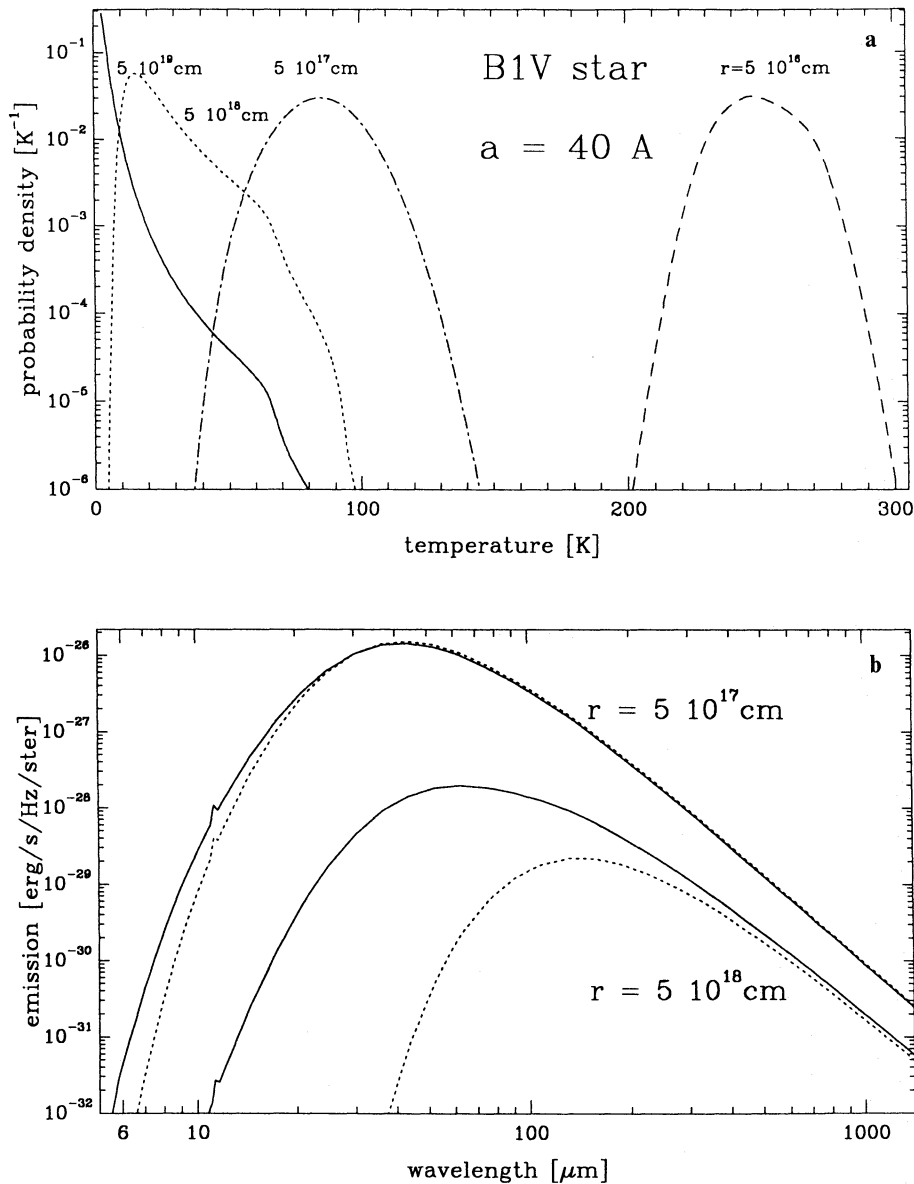 a
10⁻¹
10⁻²
10⁻³
10⁻⁴
10⁻⁵
10⁻⁶
probability density [K⁻¹]
5 10¹⁹cm
5 10¹⁷cm
B1V star
r=5 10¹⁶cm
5 10¹⁸cm
a = 40 A
0 100 200 300
temperature [K]
b
10⁻²⁶
10⁻²⁷
10⁻²⁸
10⁻²⁹
10⁻³⁰
10⁻³¹
10⁻³²
emission [erg/s/Hz/ster]
r = 5 10¹⁷cm
r = 5 10¹⁸cm
6 10 100 1000
wavelength [μm]